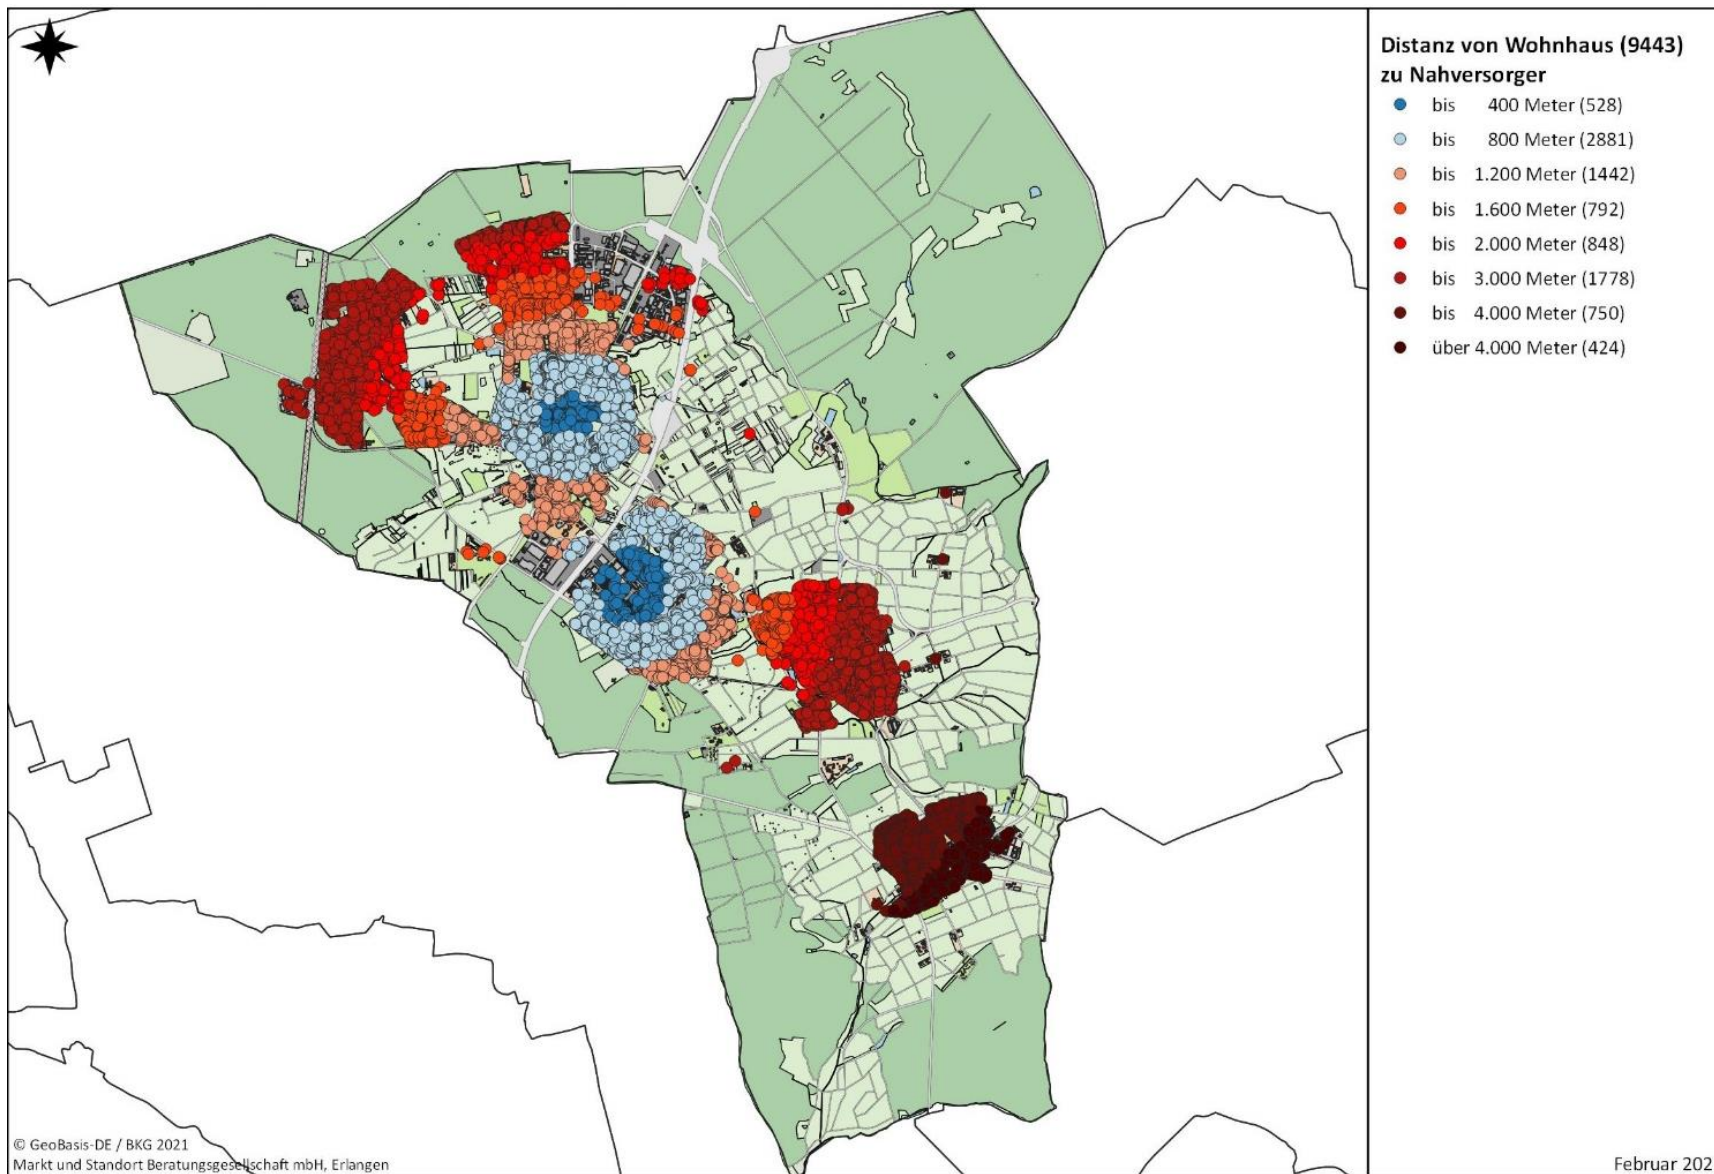 Distanz von Wohnhaus (9443)
zu Nahversorger
bis 400 Meter (528)
bis 800 Meter (2881)
bis 1.200 Meter (1442)
bis 1.600 Meter (792)
bis 2.000 Meter (848)
bis 3.000 Meter (1778)
bis 4.000 Meter (750)
über 4.000 Meter (424)
© GeoBasis-DE / BKG 2021
Markt und Standort Beratungsgesellschaft mbH, Erlangen
Februar 202